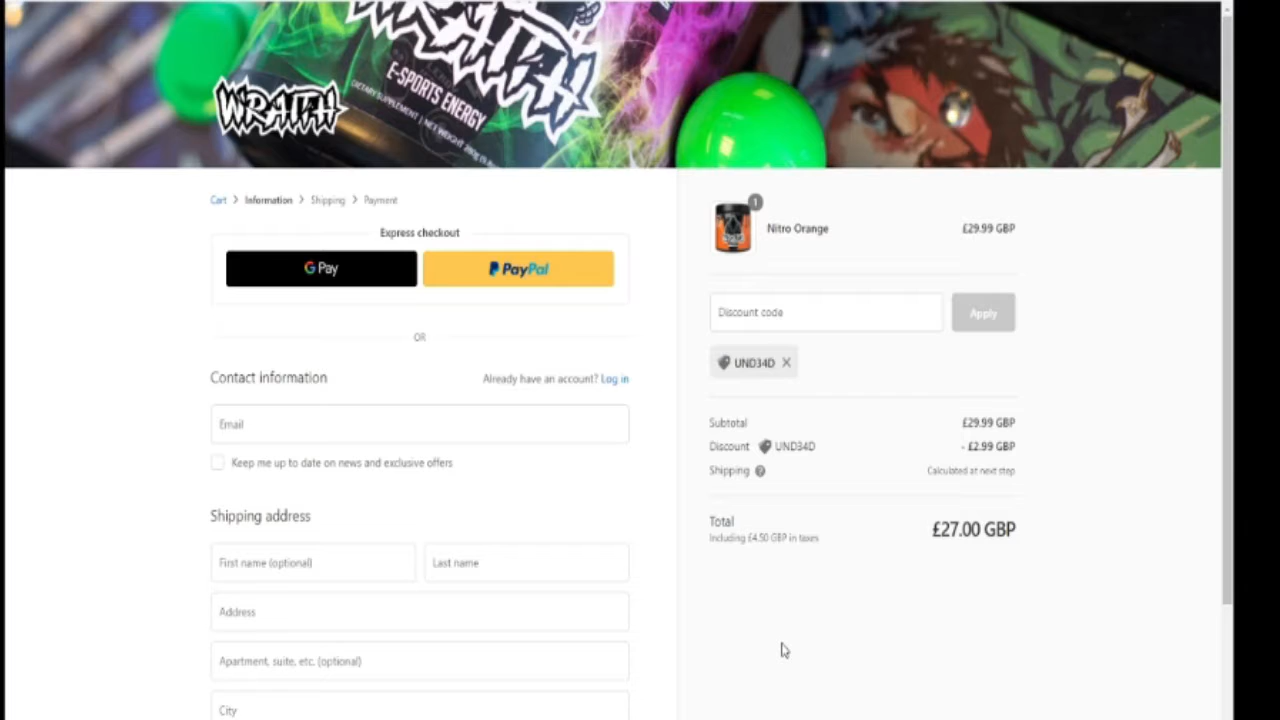 WRATH
E-SPORTS ENERGY
WRATH
Cart > Information > Shipping > Payment
Express checkout
G Pay
PayPal
OR
Contact information
Already have an account? Log in
Email
Keep me up to date on news and exclusive offers
Shipping address
First name (optional)
Last name
Address
Apartment, suite, etc. (optional)
City
1
Nitro Orange
£29.99 GBP
Discount code
Apply
UND34D
Subtotal
£29.99 GBP
Discount UND34D
- £2.99 GBP
Shipping
Calculated at next step
Total
£27.00 GBP
Including £4.50 GBP in taxes